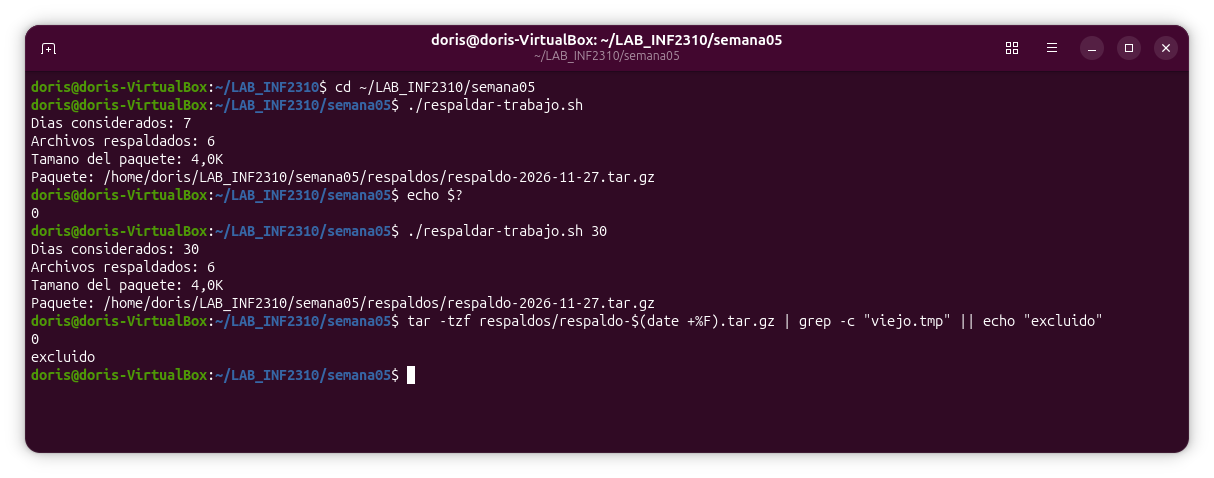 doris@doris-VirtualBox: ~/LAB_INF2310/semana05
~/LAB_INF2310/semana05
doris@doris-VirtualBox:~/LAB_INF2310$ cd ~/LAB_INF2310/semana05
doris@doris-VirtualBox:~/LAB_INF2310/semana05$ ./respaldar-trabajo.sh
Dias considerados: 7
Archivos respaldados: 6
Tamano del paquete: 4,0K
Paquete: /home/doris/LAB_INF2310/semana05/respaldos/respaldo-2026-11-27.tar.gz
doris@doris-VirtualBox:~/LAB_INF2310/semana05$ echo $?
0
doris@doris-VirtualBox:~/LAB_INF2310/semana05$ ./respaldar-trabajo.sh 30
Dias considerados: 30
Archivos respaldados: 6
Tamano del paquete: 4,0K
Paquete: /home/doris/LAB_INF2310/semana05/respaldos/respaldo-2026-11-27.tar.gz
doris@doris-VirtualBox:~/LAB_INF2310/semana05$ tar -tzf respaldos/respaldo-$(date +%F).tar.gz | grep -c "viejo.tmp" || echo "excluido"
0
excluido
doris@doris-VirtualBox:~/LAB_INF2310/semana05$